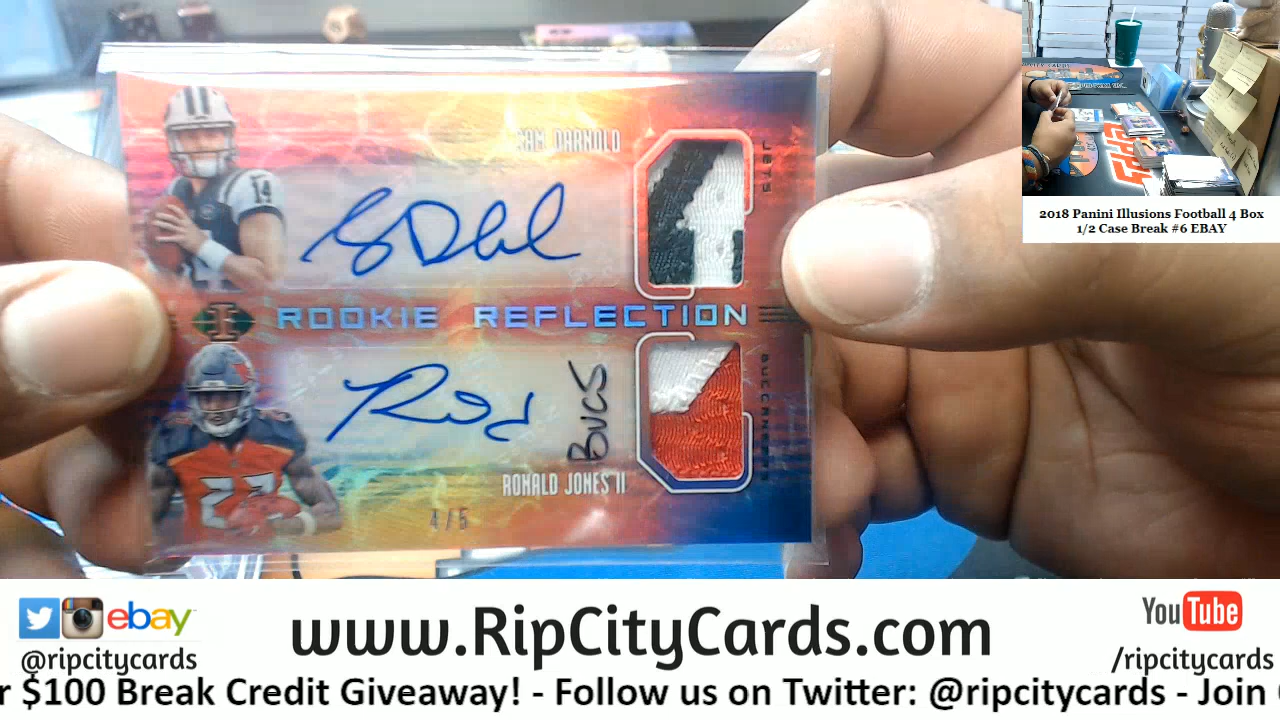 SAM DARNOLD
JETS
14
ROOKIE REFLECTION
BUCS
BUCCANEERS
RONALD JONES II
27
4/5
2018 Panini Illusions Football 4 Box
1/2 Case Break #6 EBAY
ebay
@ripcitycards
www.RipCityCards.com
YouTube
/ripcitycards
r $100 Break Credit Giveaway! - Follow us on Twitter: @ripcitycards - Join